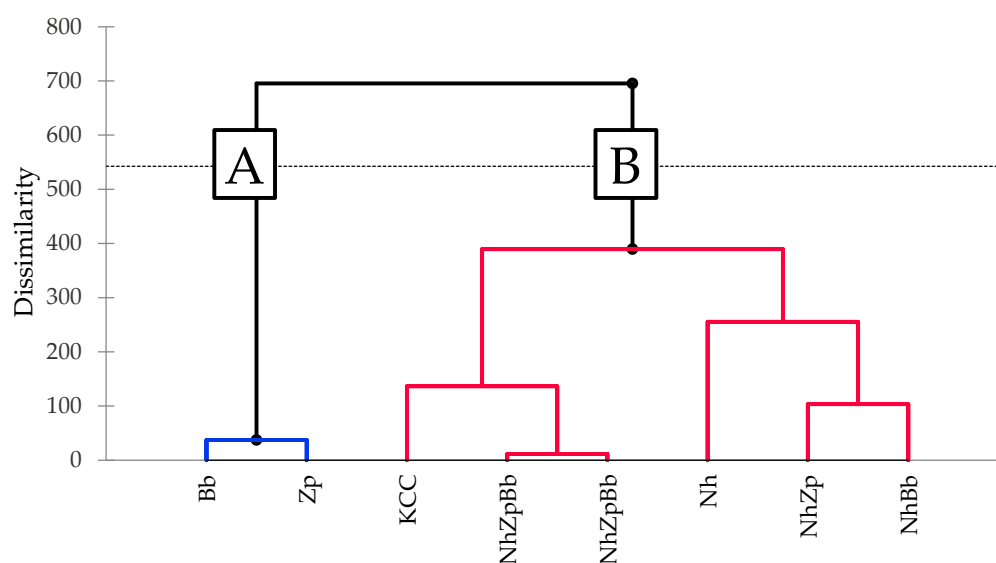 800
700
600
500
400
300
200
100
0
Dissimilarity
A
B
Bb
Zp
KCC
NhZpBb
NhZpBb
Nh
NhZp
NhBb